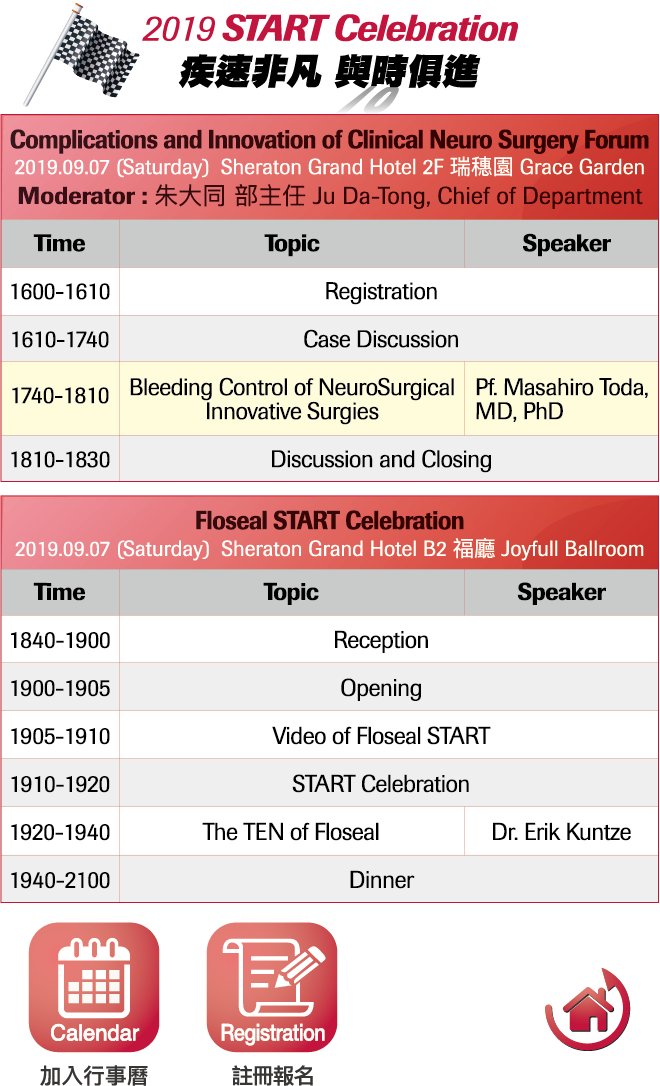 2019 START Celebration
疾速非凡 與時俱進
10
Complications and Innovation of Clinical Neuro Surgery Forum
2019.09.07 (Saturday) Sheraton Grand Hotel 2F 瑞穗園 Grace Garden
Moderator : 朱大同 部主任 Ju Da-Tong, Chief of Department
Time Topic Speaker
1600-1610 Registration
1610-1740 Case Discussion
1740-1810 Bleeding Control of NeuroSurgical Pf. Masahiro Toda,
Innovative Surgies MD, PhD
1810-1830 Discussion and Closing
Floseal START Celebration
2019.09.07 (Saturday) Sheraton Grand Hotel B2 福廳 Joyfull Ballroom
Time Topic Speaker
1840-1900 Reception
1900-1905 Opening
1905-1910 Video of Floseal START
1910-1920 START Celebration
1920-1940 The TEN of Floseal Dr. Erik Kuntze
1940-2100 Dinner
Calendar Registration
加入行事曆 註冊報名